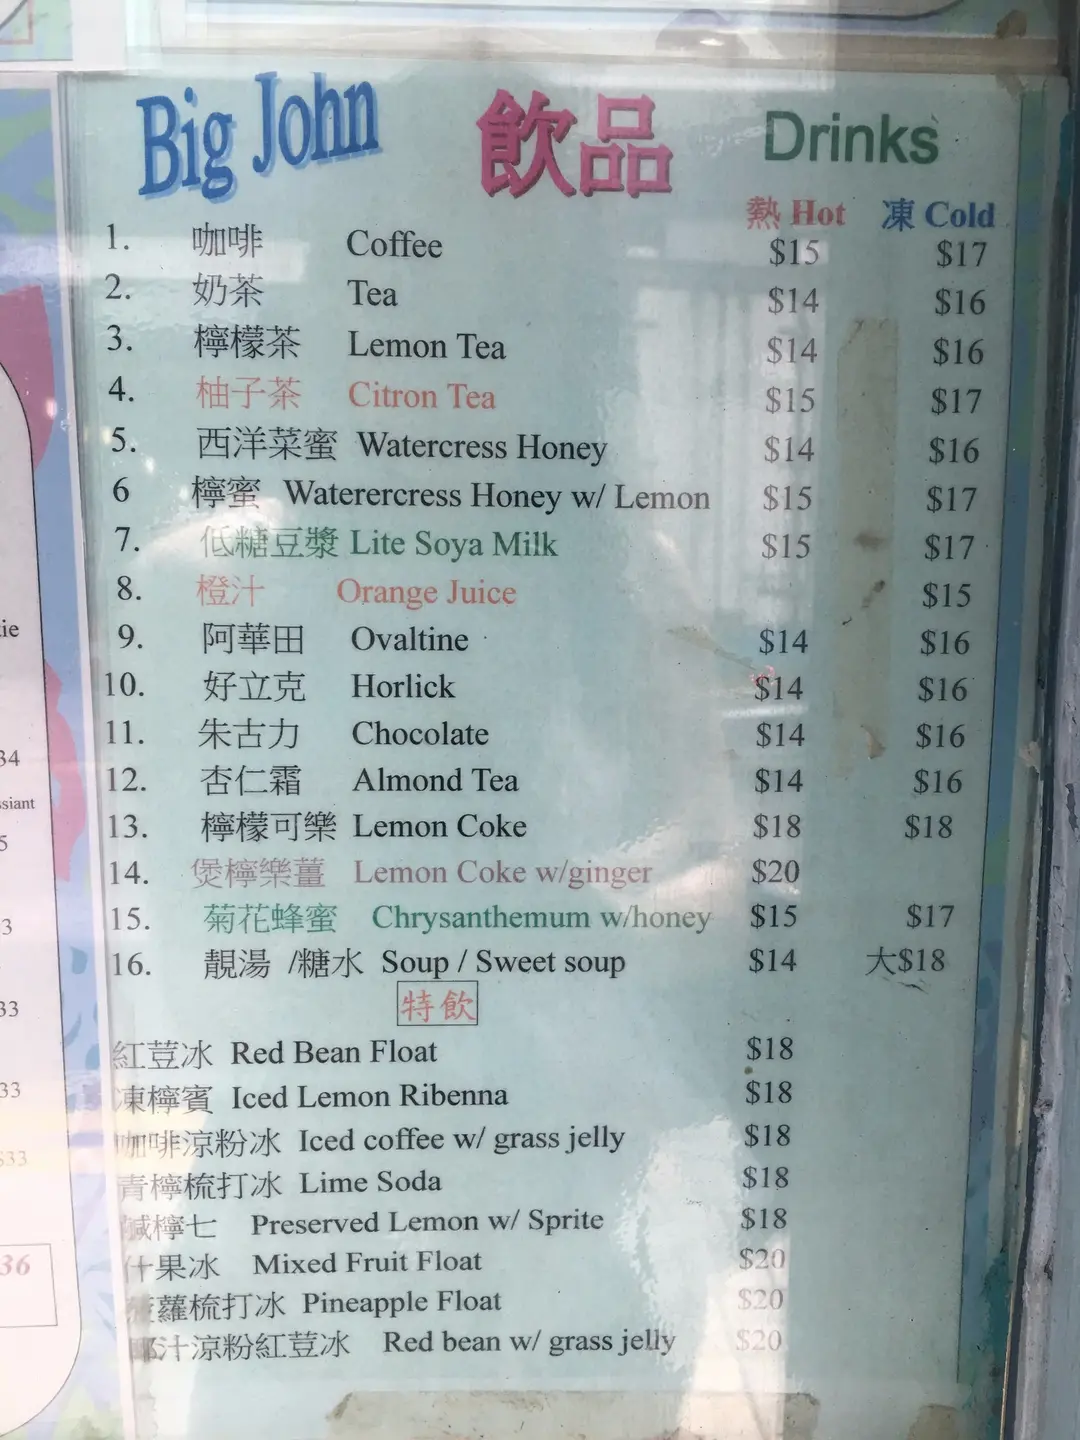 Big John 飲品 Drinks
熱 Hot 凍 Cold
1. 咖啡 Coffee $15 $17
2. 奶茶 Tea $14 $16
3. 檸檬茶 Lemon Tea $14 $16
4. 柚子茶 Citron Tea $15 $17
5. 西洋菜蜜 Watercress Honey $14 $16
6 檸蜜 Waterercress Honey w/ Lemon $15 $17
7. 低糖豆漿 Lite Soya Milk $15 $17
8. 橙汁 Orange Juice $15
9. 阿華田 Ovaltine $14 $16
10. 好立克 Horlick $14 $16
11. 朱古力 Chocolate $14 $16
12. 杏仁霜 Almond Tea $14 $16
13. 檸檬可樂 Lemon Coke $18 $18
14. 煲檸樂薑 Lemon Coke w/ginger $20
15. 菊花蜂蜜 Chrysanthemum w/honey $15 $17
16. 靚湯 /糖水 Soup / Sweet soup $14 大$18
特飲
紅荳冰 Red Bean Float $18
凍檸賓 Iced Lemon Ribenna $18
咖啡涼粉冰 Iced coffee w/ grass jelly $18
青檸梳打冰 Lime Soda $18
鹹檸七 Preserved Lemon w/ Sprite $18
什果冰 Mixed Fruit Float $20
菠蘿梳打冰 Pineapple Float $20
椰汁涼粉紅荳冰 Red bean w/ grass jelly $20
ie
34
ssiant
5
3
33
33
$33
36